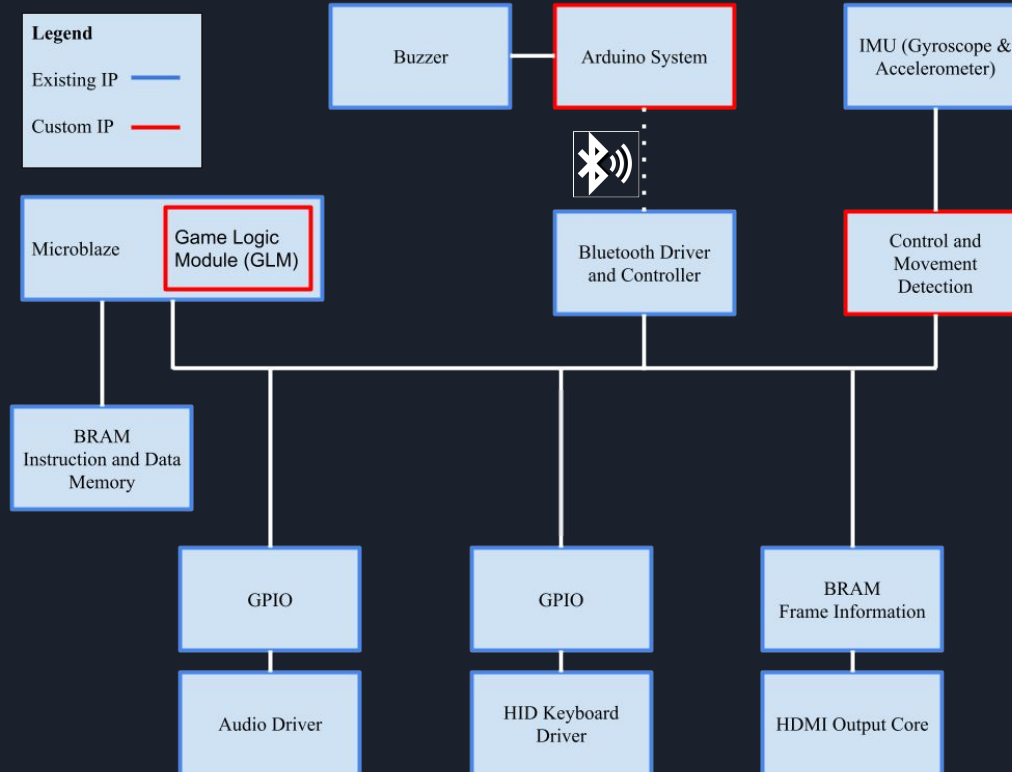 Legend
Existing IP
Custom IP
Buzzer
Arduino System
IMU (Gyroscope &
Accelerometer)
Microblaze
Game Logic
Module (GLM)
Bluetooth Driver
and Controller
Control and
Movement
Detection
BRAM
Instruction and Data
Memory
GPIO
GPIO
BRAM
Frame Information
Audio Driver
HID Keyboard
Driver
HDMI Output Core